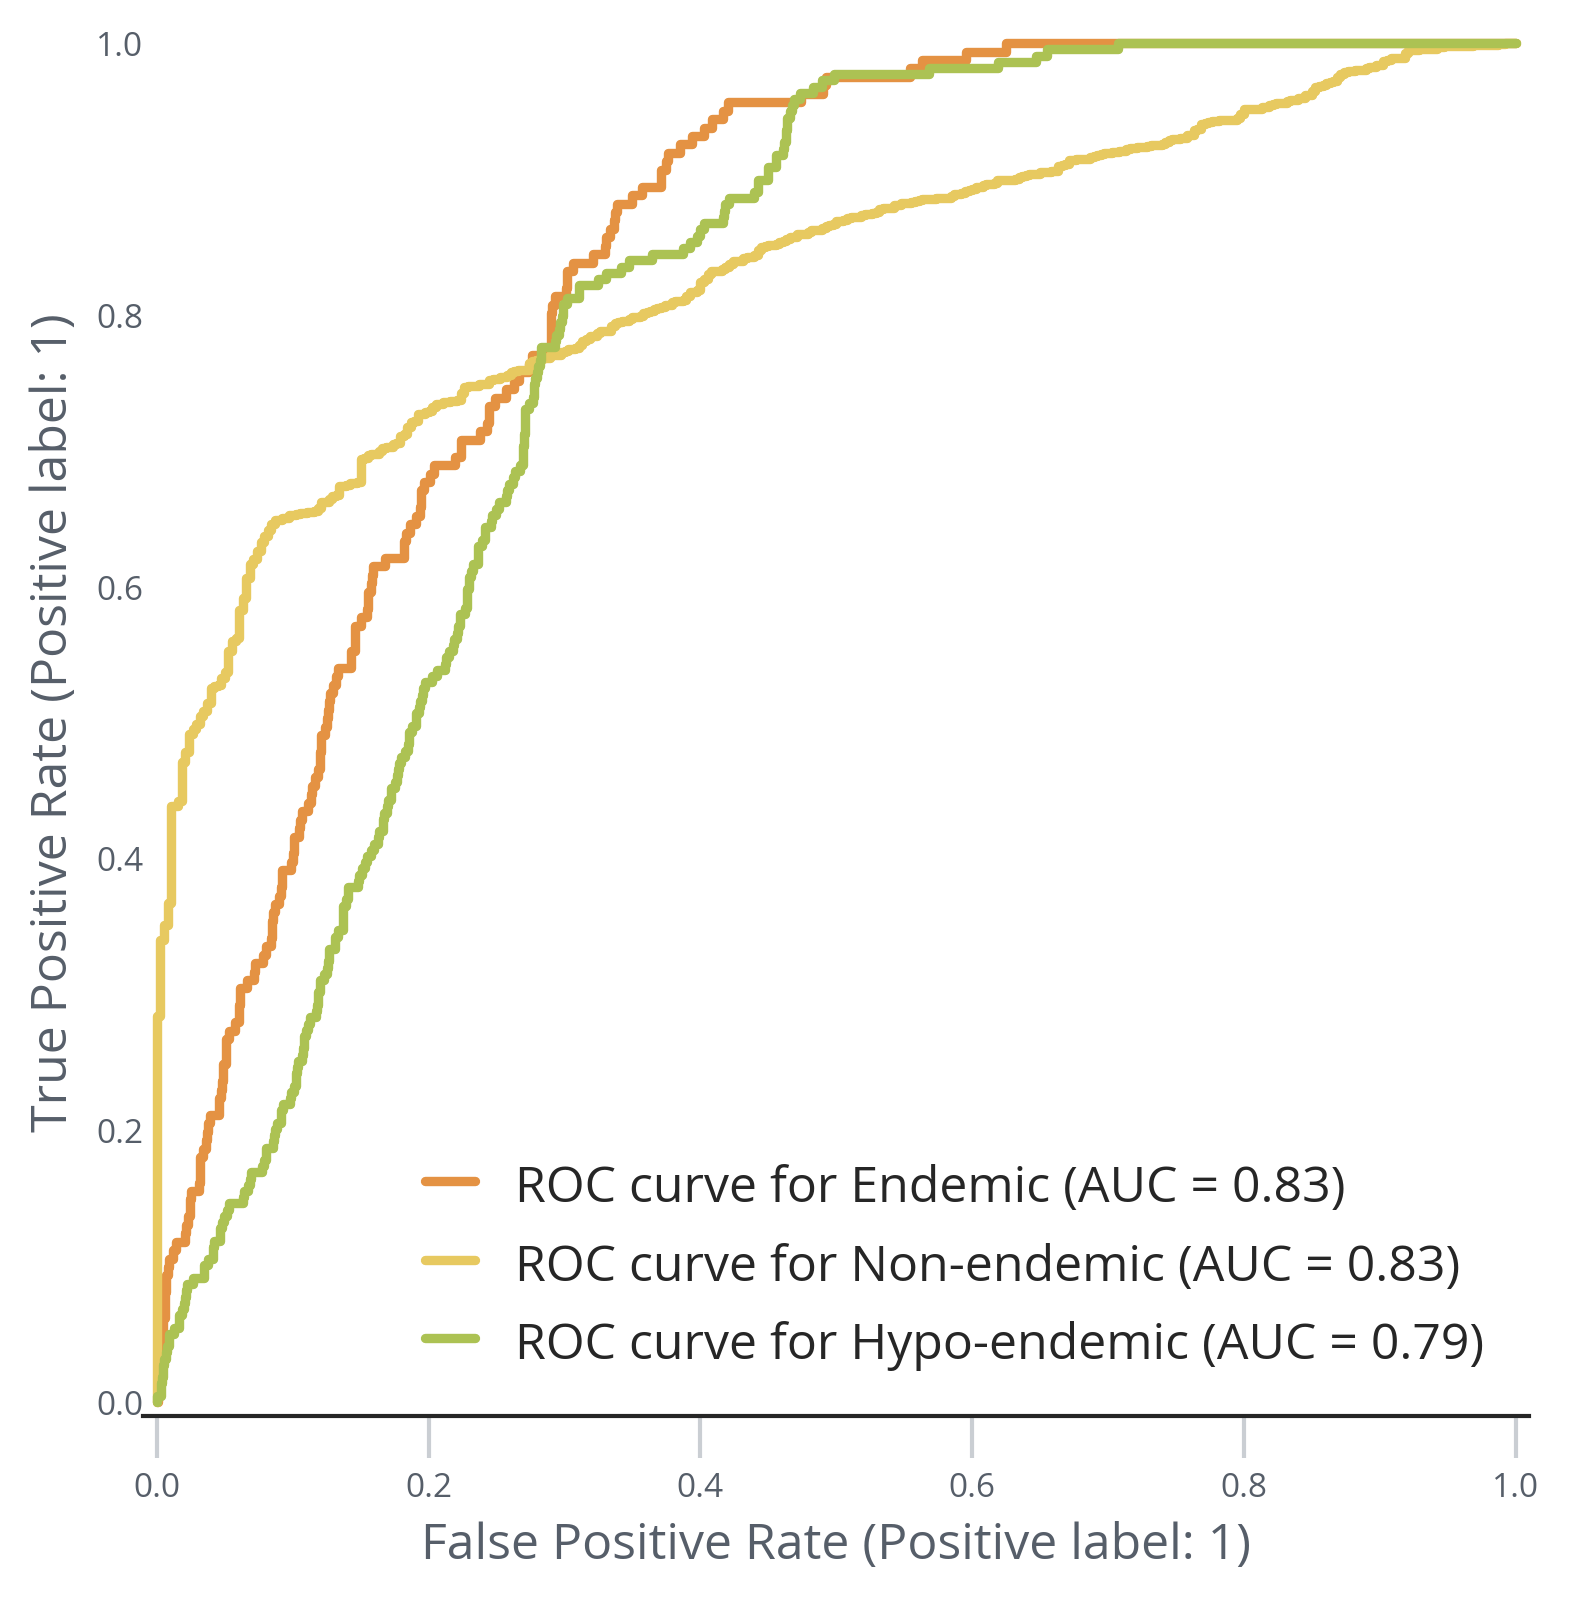 1.0
0.8
0.6
0.4
0.2
0.0
True Positive Rate (Positive label: 1)
ROC curve for Endemic (AUC = 0.83)
ROC curve for Non-endemic (AUC = 0.83)
ROC curve for Hypo-endemic (AUC = 0.79)
0.0 0.2 0.4 0.6 0.8 1.0
False Positive Rate (Positive label: 1)